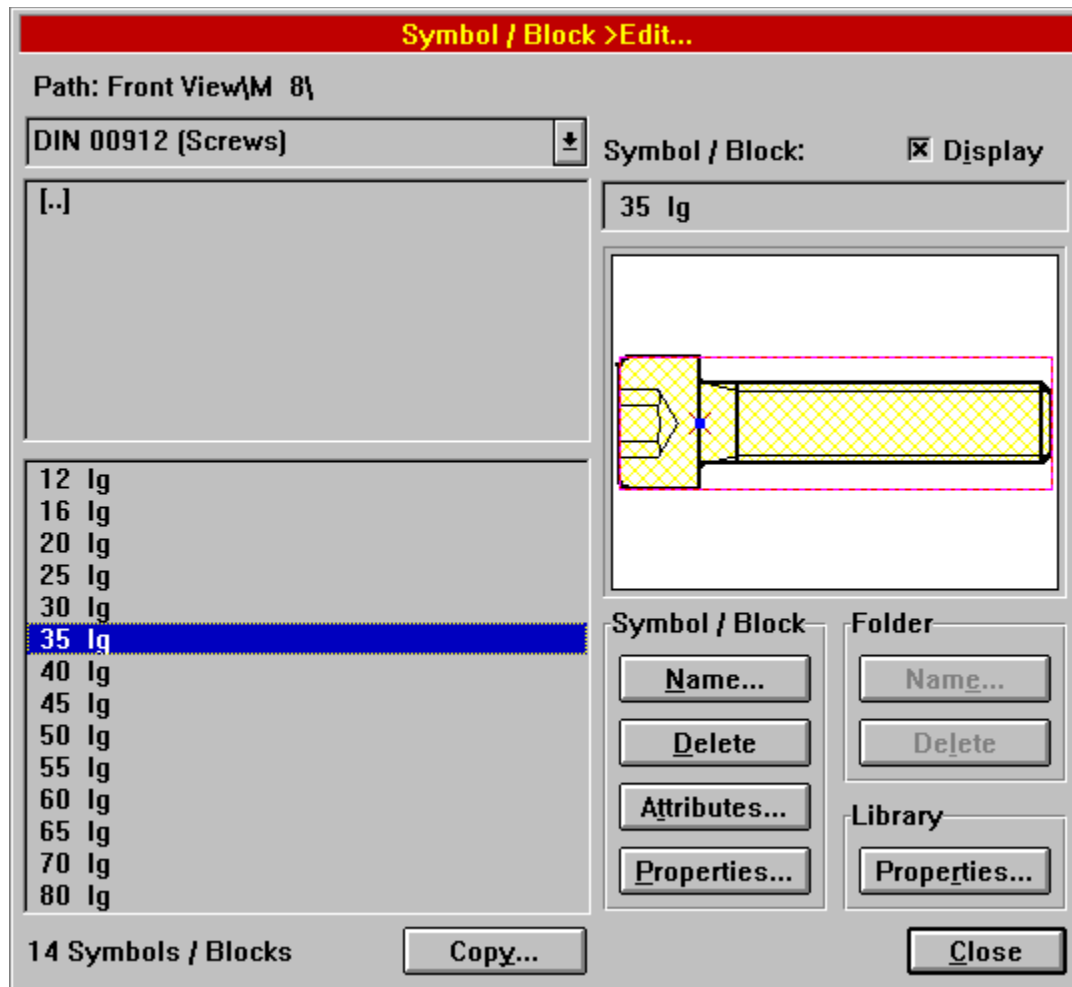 Symbol / Block >Edit...
Path: Front View\M  8\
DIN 00912 (Screws)
[..]
12  lg
16  lg
20  lg
25  lg
30  lg
35  lg
40  lg
45  lg
50  lg
55  lg
60  lg
65  lg
70  lg
80  lg
14 Symbols / Blocks
Copy...
Symbol / Block:
Display
35  lg
Symbol / Block
Name...
Delete
Attributes...
Properties...
Folder
Name...
Delete
Library
Properties...
Close